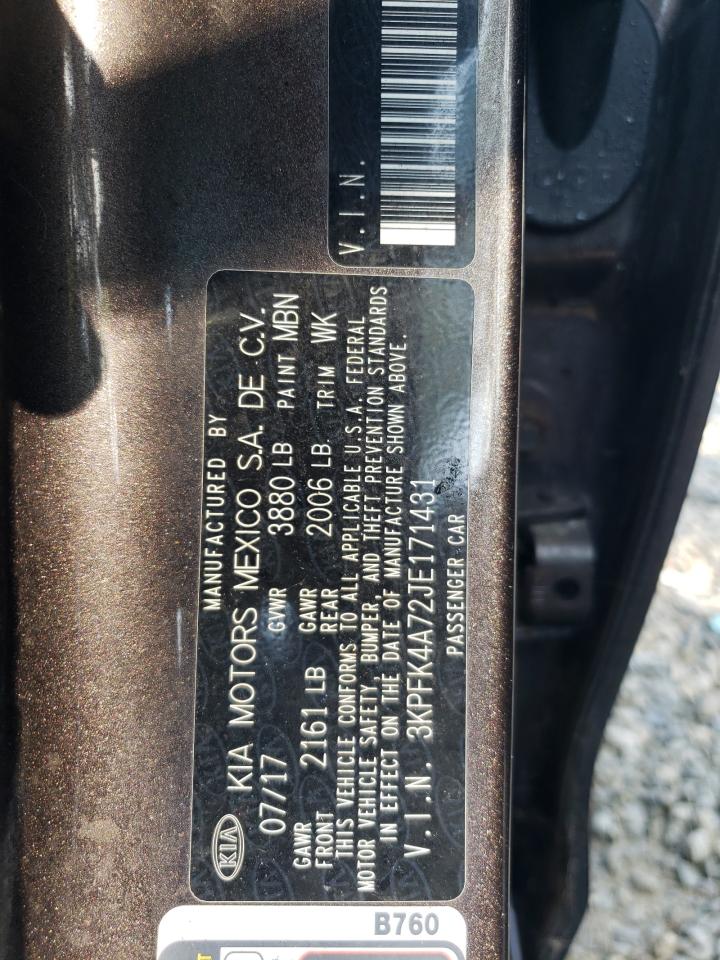 V.I.N.
MANUFACTURED BY
KIA KIA MOTORS MEXICO S.A. DE C.V.
07/17 GVWR 3880 LB PAINT MBN
GAWR FRONT 2161 LB GAWR REAR 2006 LB. TRIM WK
THIS VEHICLE CONFORMS TO ALL APPLICABLE U.S.A. FEDERAL
MOTOR VEHICLE SAFETY, BUMPER, AND THEFT PREVENTION STANDARDS
IN EFFECT ON THE DATE OF MANUFACTURE SHOWN ABOVE.
V.I.N. 3KPFK4A72JE171431
PASSENGER CAR
B760